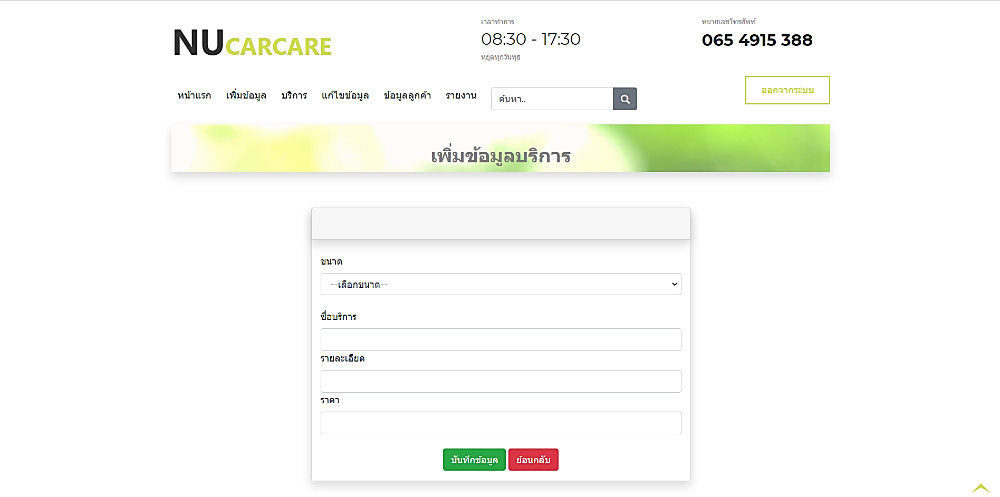 NUCARCARE
เวลาทำการ
08:30 - 17:30
หยุดทุกวันพุธ
หมายเลขโทรศัพท์
065 4915 388
หน้าแรก เพิ่มข้อมูล บริการ แก้ไขข้อมูล ข้อมูลลูกค้า รายงาน ค้นหา..
ออกจากระบบ
เพิ่มข้อมูลบริการ
ขนาด
--เลือกขนาด--
ชื่อบริการ
รายละเอียด
ราคา
บันทึกข้อมูล ย้อนกลับ